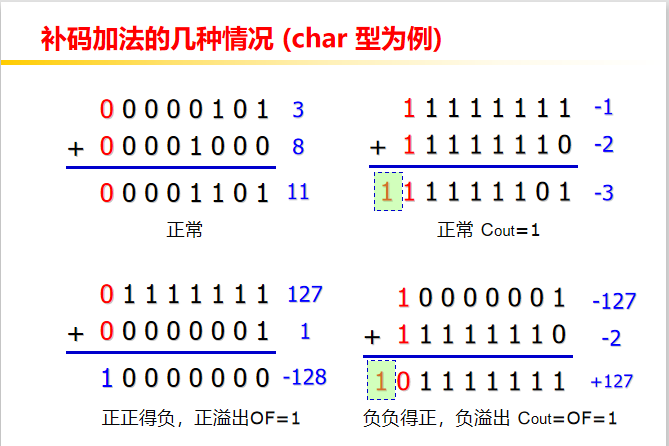 补码加法的几种情况 (char 型为例)
0 0 0 0 0 1 0 1 3
+ 0 0 0 0 1 0 0 0 8
0 0 0 0 1 1 0 1 11
正常
1 1 1 1 1 1 1 1 -1
+ 1 1 1 1 1 1 1 0 -2
1 1 1 1 1 1 1 0 1 -3
正常 Cout=1
0 1 1 1 1 1 1 1 127
+ 0 0 0 0 0 0 0 1 1
1 0 0 0 0 0 0 0 -128
正正得负，正溢出OF=1
1 0 0 0 0 0 0 1 -127
+ 1 1 1 1 1 1 1 0 -2
1 0 1 1 1 1 1 1 1 +127
负负得正，负溢出 Cout=OF=1